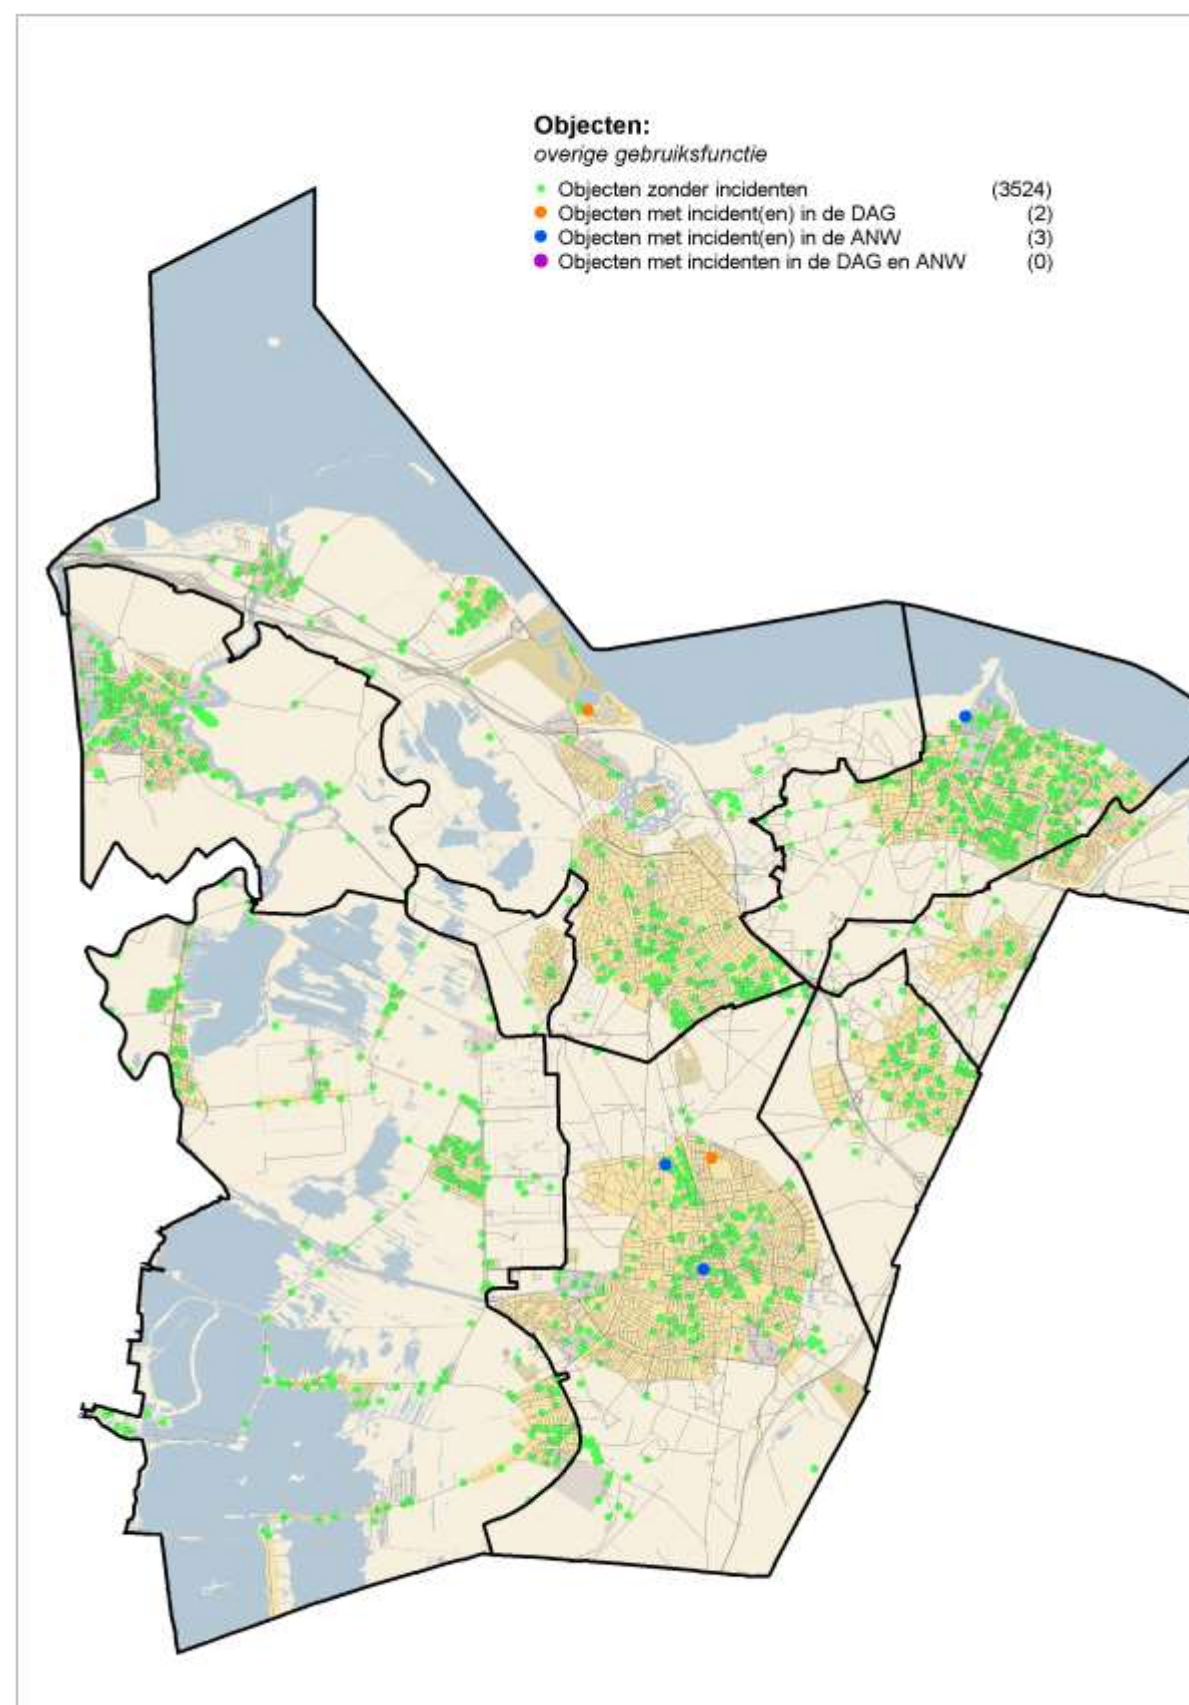 Objecten:
overige gebruiksfunctie
Objecten zonder incidenten (3524)
Objecten met incident(en) in de DAG (2)
Objecten met incident(en) in de ANW (3)
Objecten met incidenten in de DAG en ANW (0)